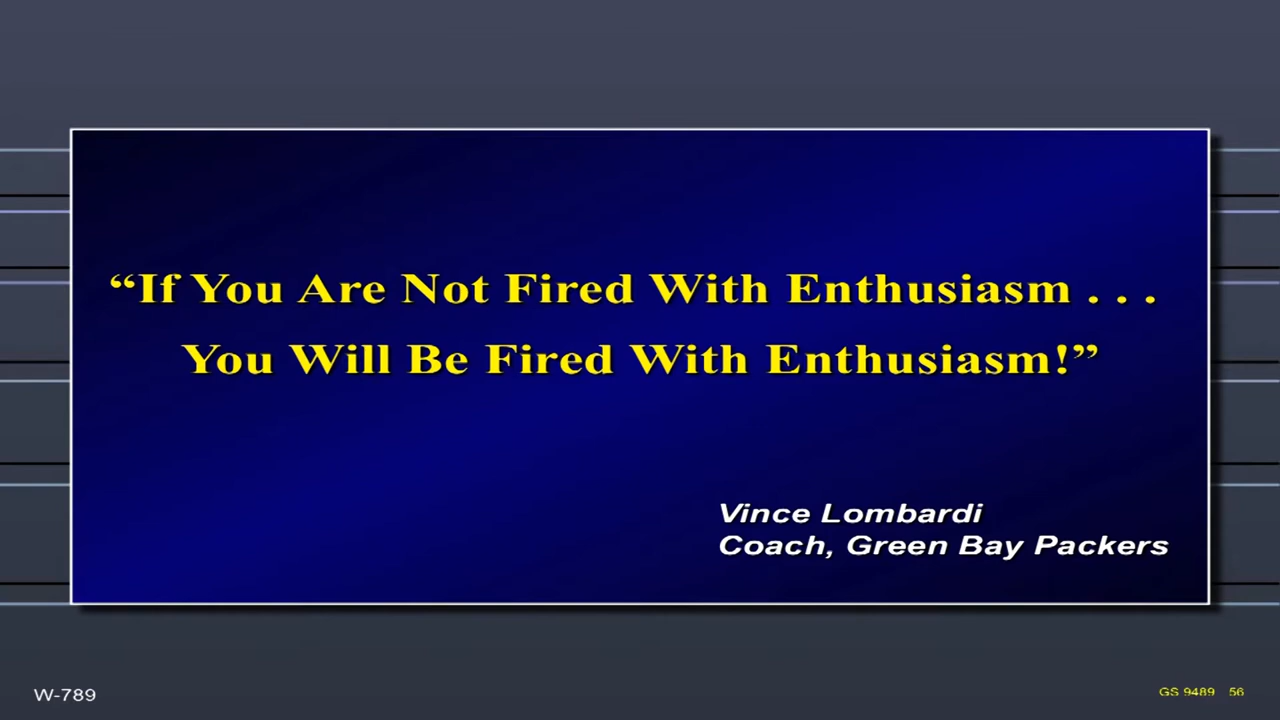 “If You Are Not Fired With Enthusiasm . . .
You Will Be Fired With Enthusiasm!”
Vince Lombardi
Coach, Green Bay Packers
W-789
GS 9489 56